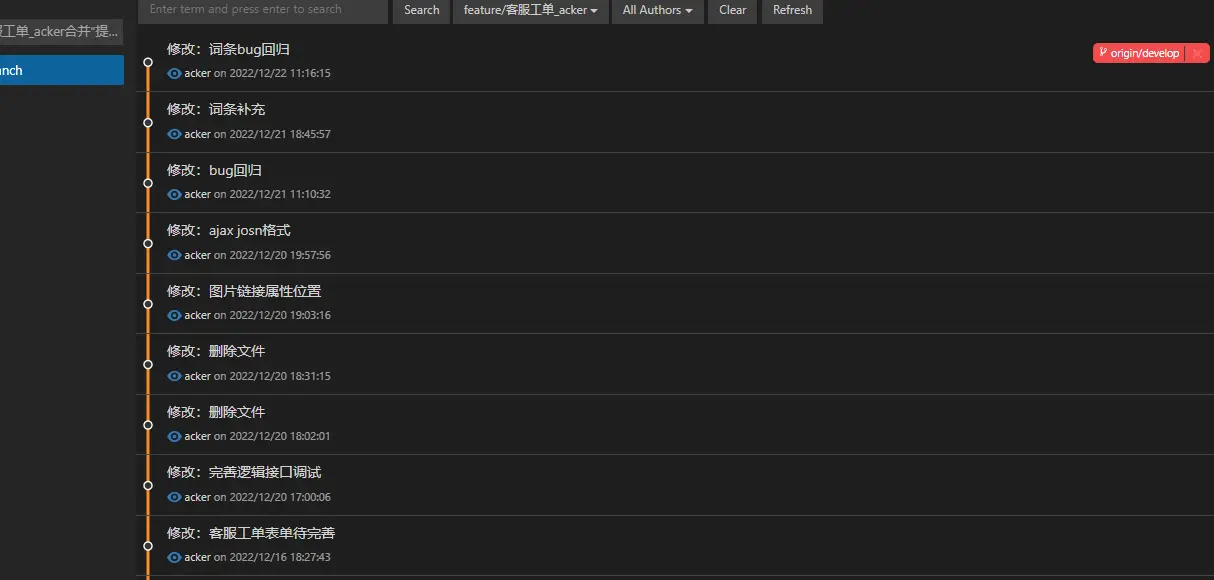 Enter term and press enter to search Search feature/客服工单_acker All Authors Clear Refresh
工单_acker合并“提...
nch
修改：词条bug回归
acker on 2022/12/22 11:16:15
origin/develop
修改：词条补充
acker on 2022/12/21 18:45:57
修改：bug回归
acker on 2022/12/21 11:10:32
修改：ajax josn格式
acker on 2022/12/20 19:57:56
修改：图片链接属性位置
acker on 2022/12/20 19:03:16
修改：删除文件
acker on 2022/12/20 18:31:15
修改：删除文件
acker on 2022/12/20 18:02:01
修改：完善逻辑接口调试
acker on 2022/12/20 17:00:06
修改：客服工单表单待完善
acker on 2022/12/16 18:27:43